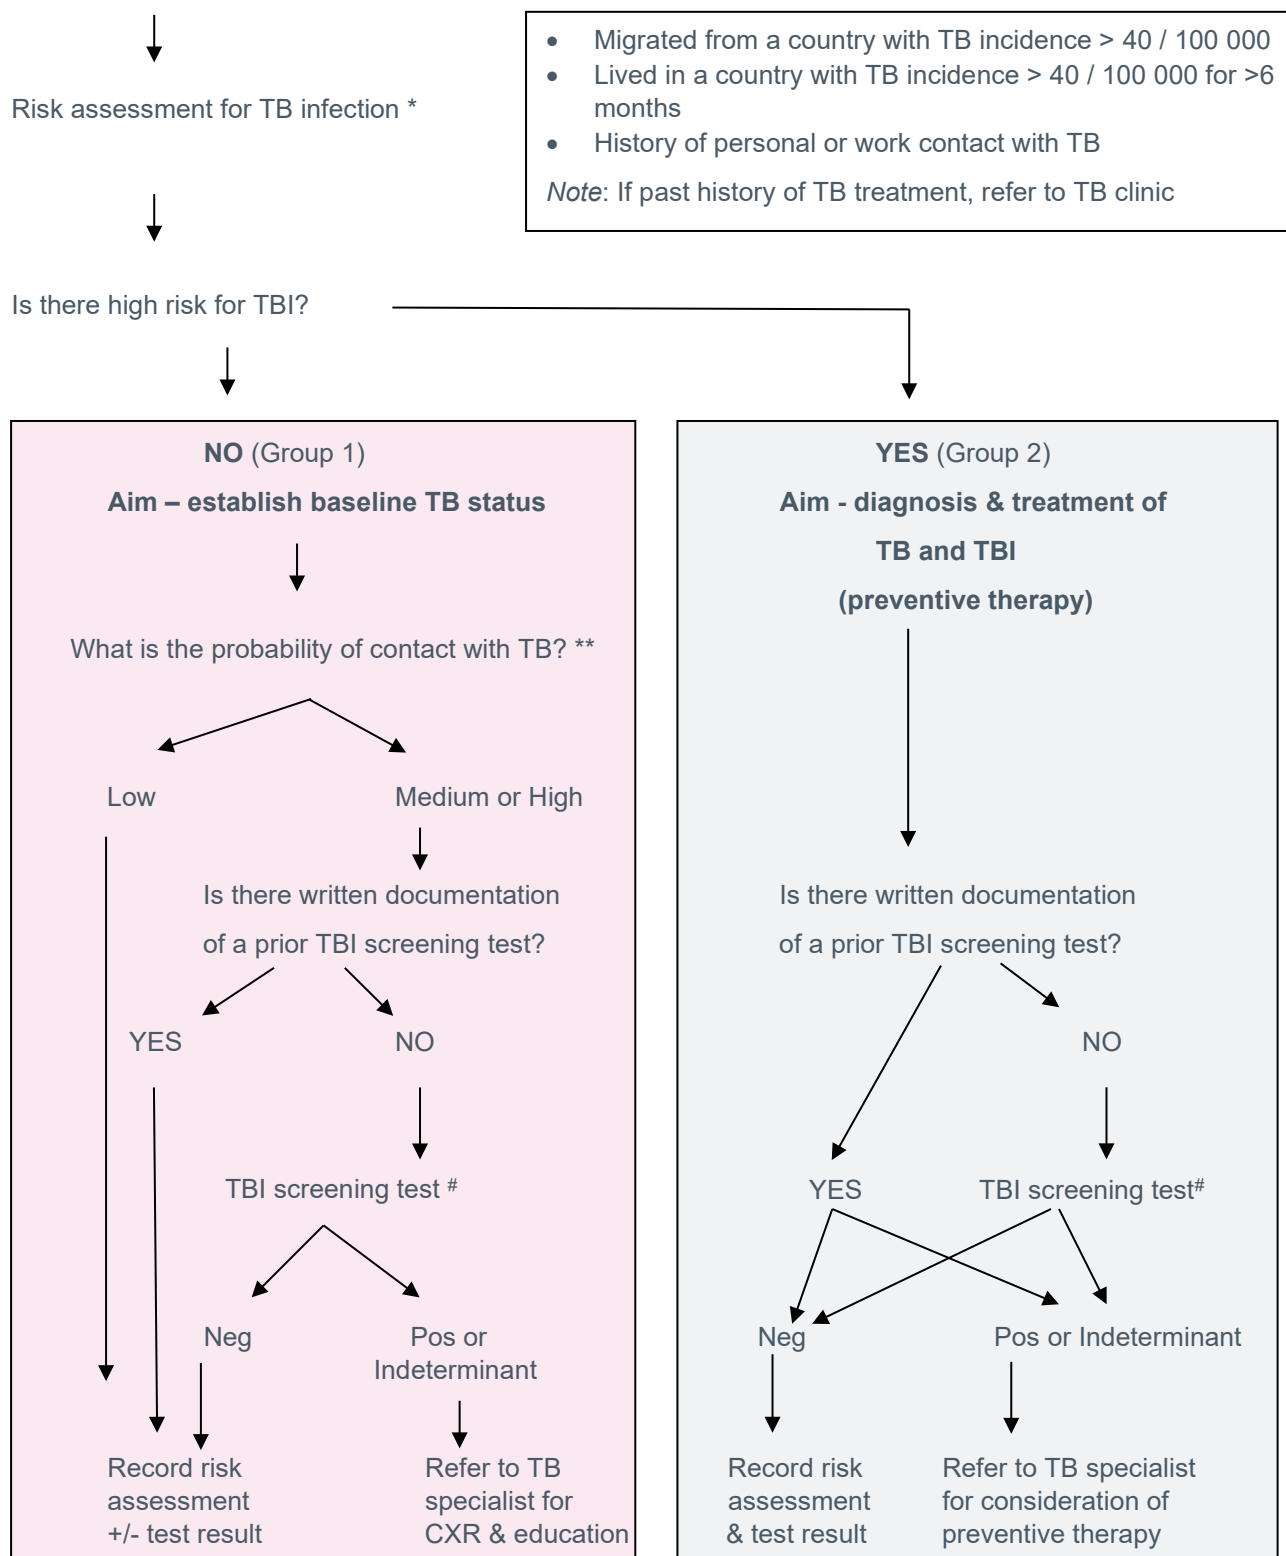 • Migrated from a country with TB incidence > 40 / 100 000
• Lived in a country with TB incidence > 40 / 100 000 for >6
months
• History of personal or work contact with TB
Note: If past history of TB treatment, refer to TB clinic
Risk assessment for TB infection *
Is there high risk for TBI?
NO (Group 1)
Aim – establish baseline TB status
What is the probability of contact with TB? **
Low
Medium or High
Is there written documentation
of a prior TBI screening test?
YES
NO
TBI screening test #
Neg
Pos or
Indeterminant
Record risk
assessment
+/- test result
Refer to TB
specialist for
CXR & education
YES (Group 2)
Aim - diagnosis & treatment of
TB and TBI
(preventive therapy)
Is there written documentation
of a prior TBI screening test?
NO
YES
TBI screening test#
Neg
Pos or Indeterminant
Record risk
assessment
& test result
Refer to TB specialist
for consideration of
preventive therapy